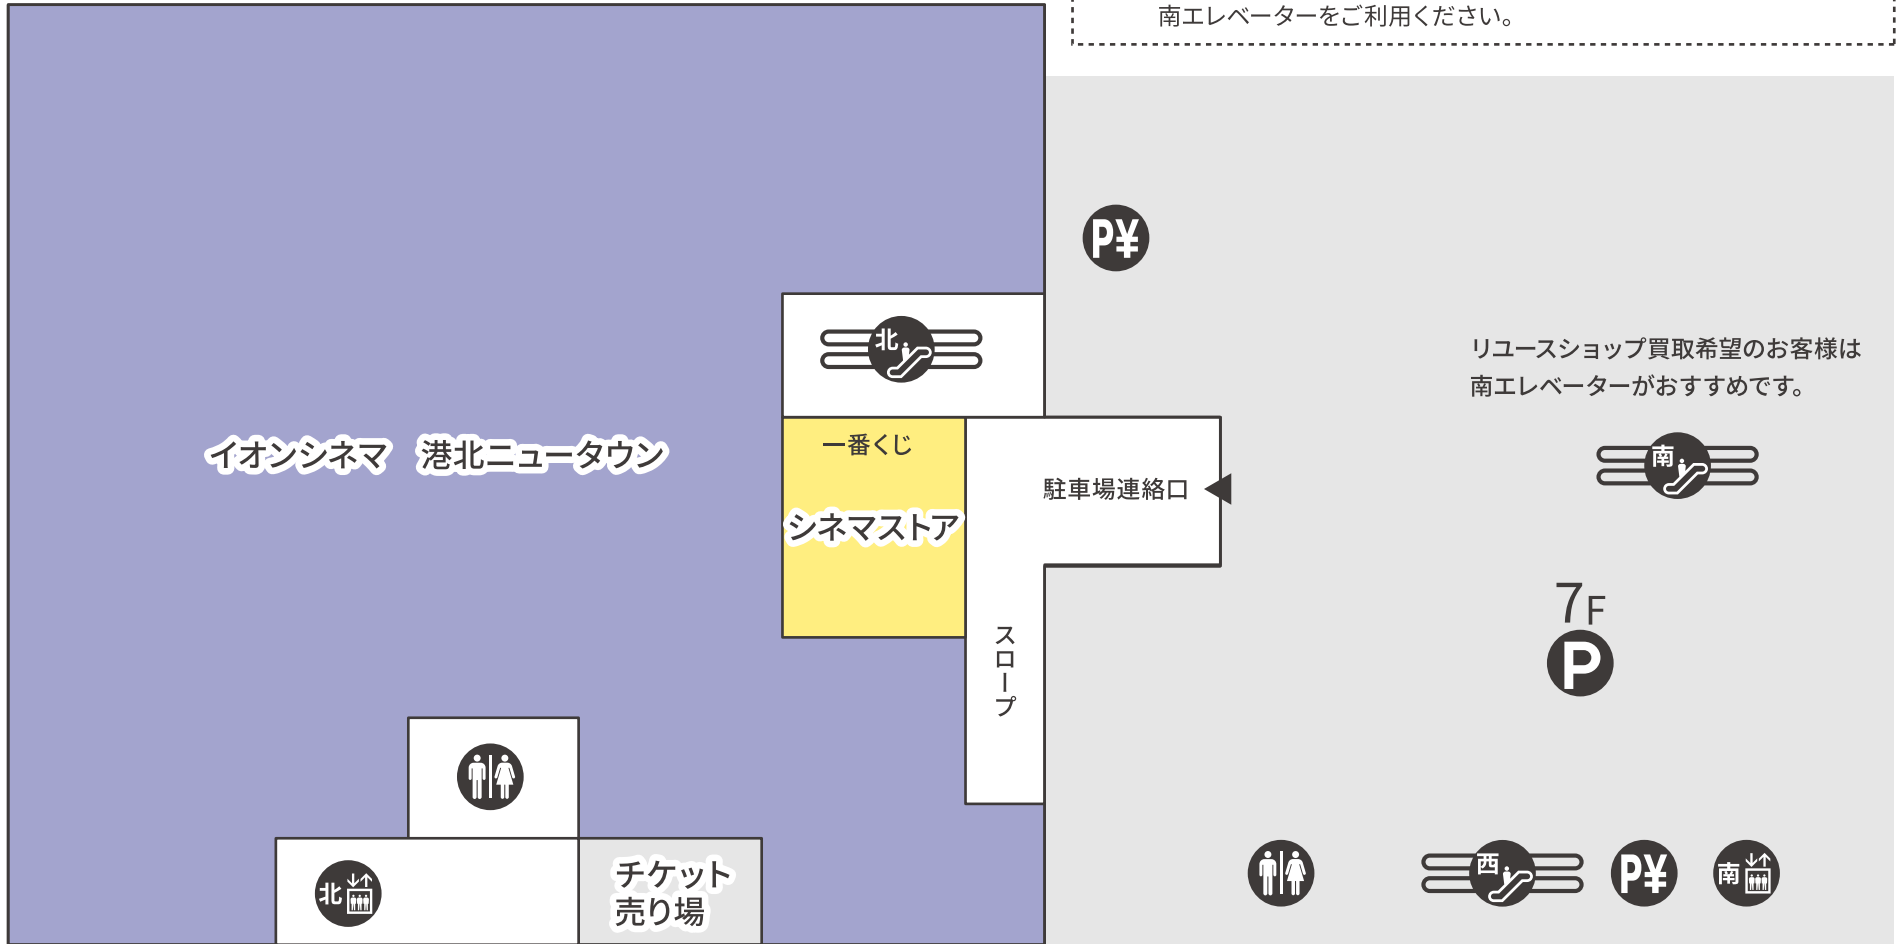 南エレベーターをご利用ください。
P¥
北
リユースショップ買取希望のお客様は
南エレベーターがおすすめです。
イオンシネマ　港北ニュータウン
一番くじ
南
駐車場連絡口
シネマストア
7F
P
スロープ
北
チケット
売り場
西
P¥
南